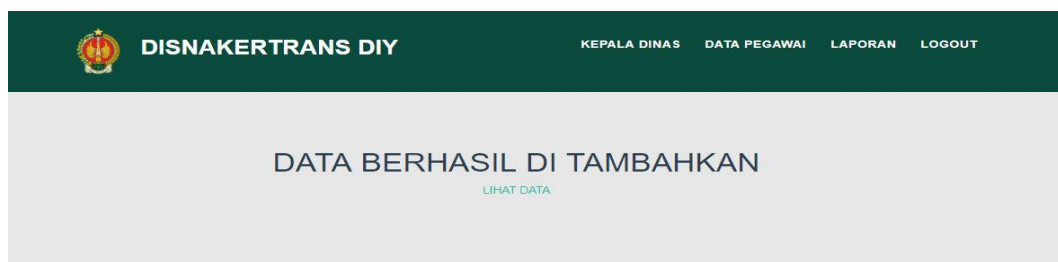 DISNAKERTRANS DIY
KEPALA DINAS DATA PEGAWAI LAPORAN LOGOUT
DATA BERHASIL DI TAMBAHKAN
LIHAT DATA